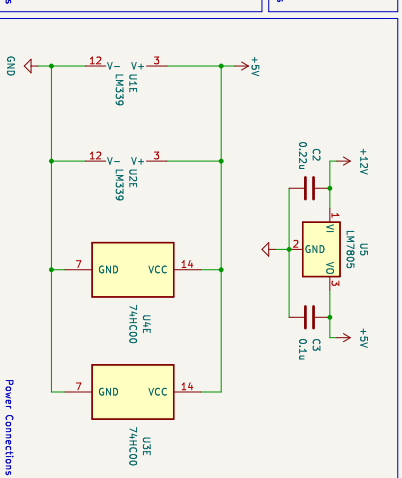 +12V
C2
0.22u
1
VI
U5
LM7805
2
GND
VO
3
C3
0.1u
+5V
+5V
GND
12
V-
V+
3
U1E
LM339
12
V-
V+
3
U2E
LM339
7
GND
VCC
14
U4E
74HC00
7
GND
VCC
14
U3E
74HC00
Power Connections